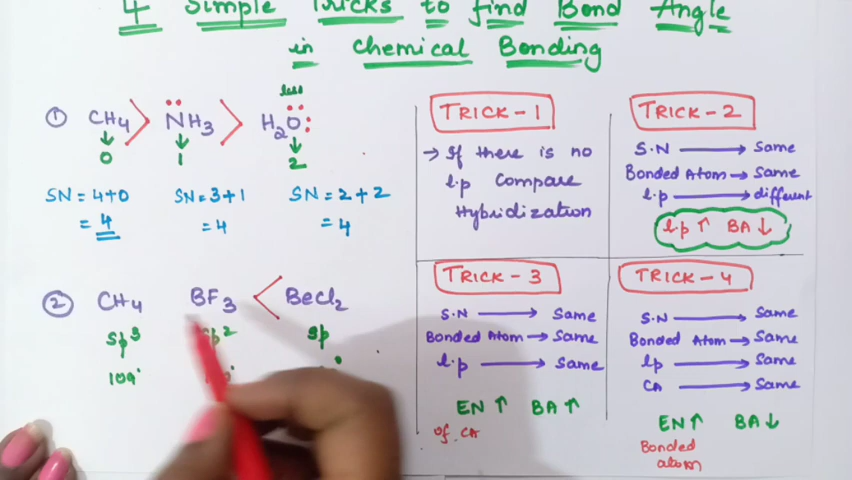 4 Simple Tricks to find Bond Angle
in chemical Bonding
less
① CH4 > NH3 > H2O
0 1 2
SN = 4+0 SN = 3+1 SN = 2+2
= 4 = 4 = 4
② CH4 BF3 < BeCl2
sp3 sp2 sp
109°
TRICK - 1
→ If there is no
l.p compare
Hybridization
TRICK - 2
S.N → Same
Bonded Atom → Same
l.p → different
l.p ↑ BA ↓
TRICK - 3
S.N → Same
Bonded Atom → Same
l.p → Same
EN ↑ BA ↑
of CA
TRICK - 4
S.N → Same
Bonded Atom → Same
lp → Same
CA → Same
EN ↑ BA ↓
Bonded
atom